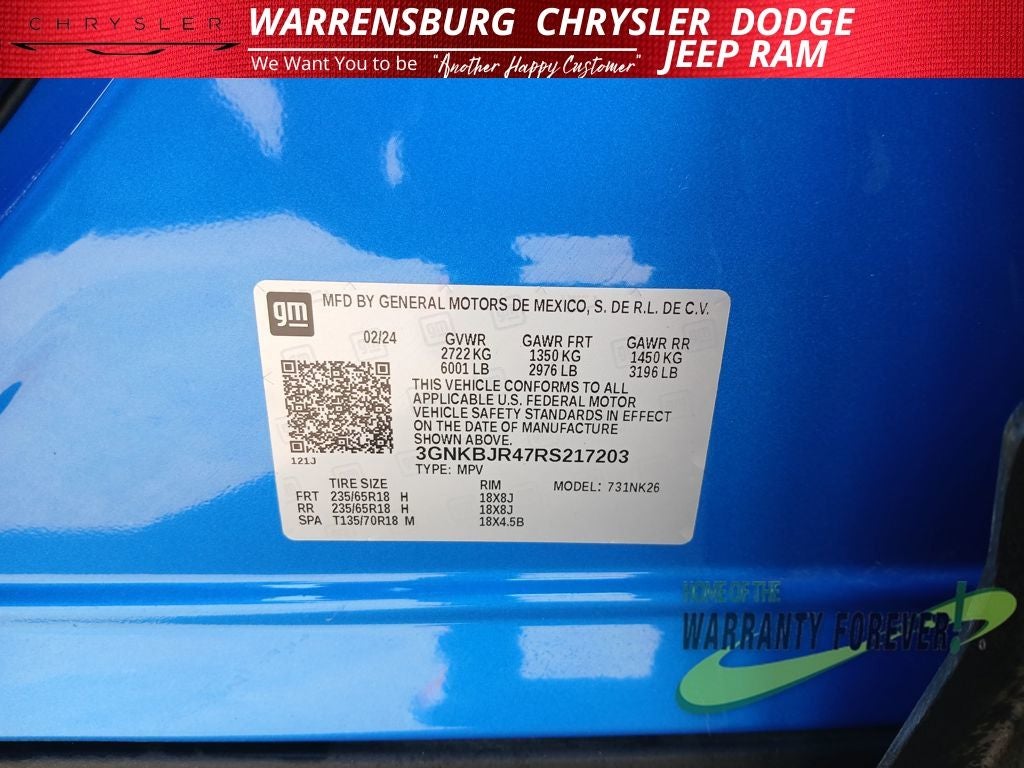 CHRYSLER
WARRENSBURG CHRYSLER DODGE
JEEP RAM
We Want You to be "Another Happy Customer"
gm
MFD BY GENERAL MOTORS DE MEXICO, S. DE R.L. DE C.V.
02/24 GVWR GAWR FRT GAWR RR
2722 KG 1350 KG 1450 KG
6001 LB 2976 LB 3196 LB
THIS VEHICLE CONFORMS TO ALL
APPLICABLE U.S. FEDERAL MOTOR
VEHICLE SAFETY STANDARDS IN EFFECT
ON THE DATE OF MANUFACTURE
SHOWN ABOVE.
121J
3GNKBJR47RS217203
TYPE: MPV
TIRE SIZE RIM MODEL: 731NK26
FRT 235/65R18 H 18X8J
RR 235/65R18 H 18X8J
SPA T135/70R18 M 18X4.5B
HOME OF THE
WARRANTY FOREVER!